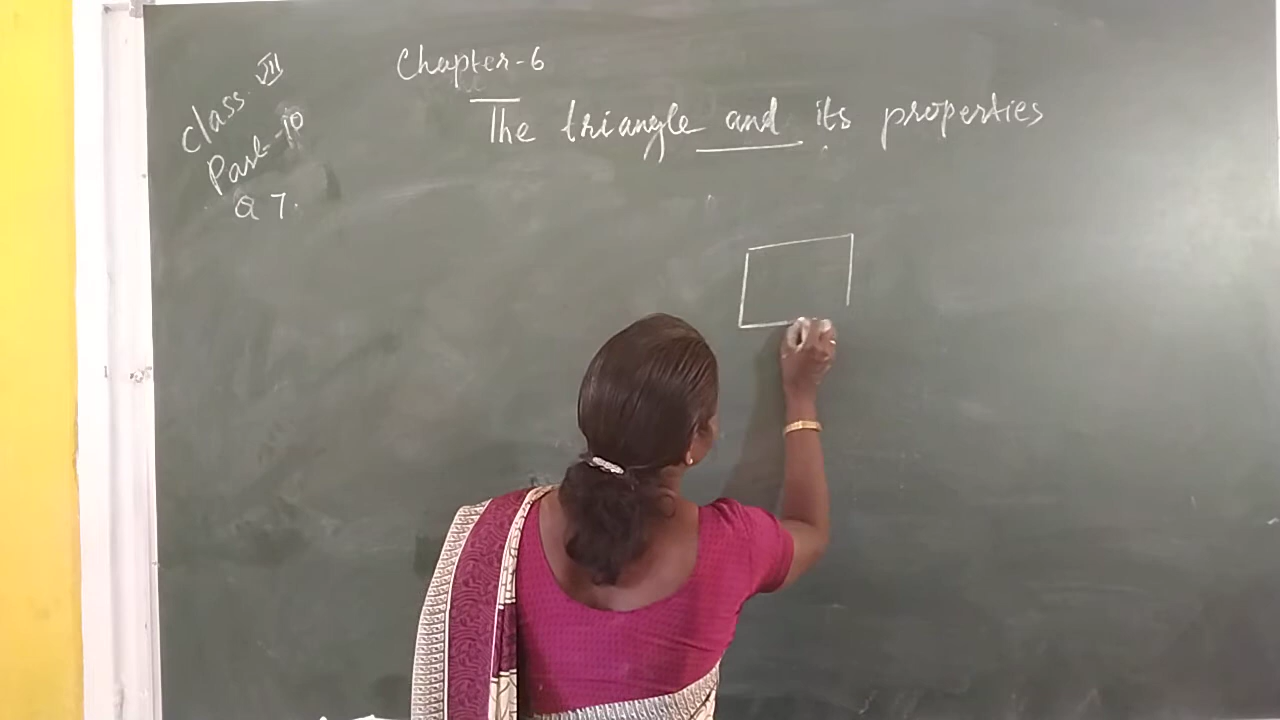 Chapter-6
The triangle and its properties
Class. VII
Part-10
Q 7.